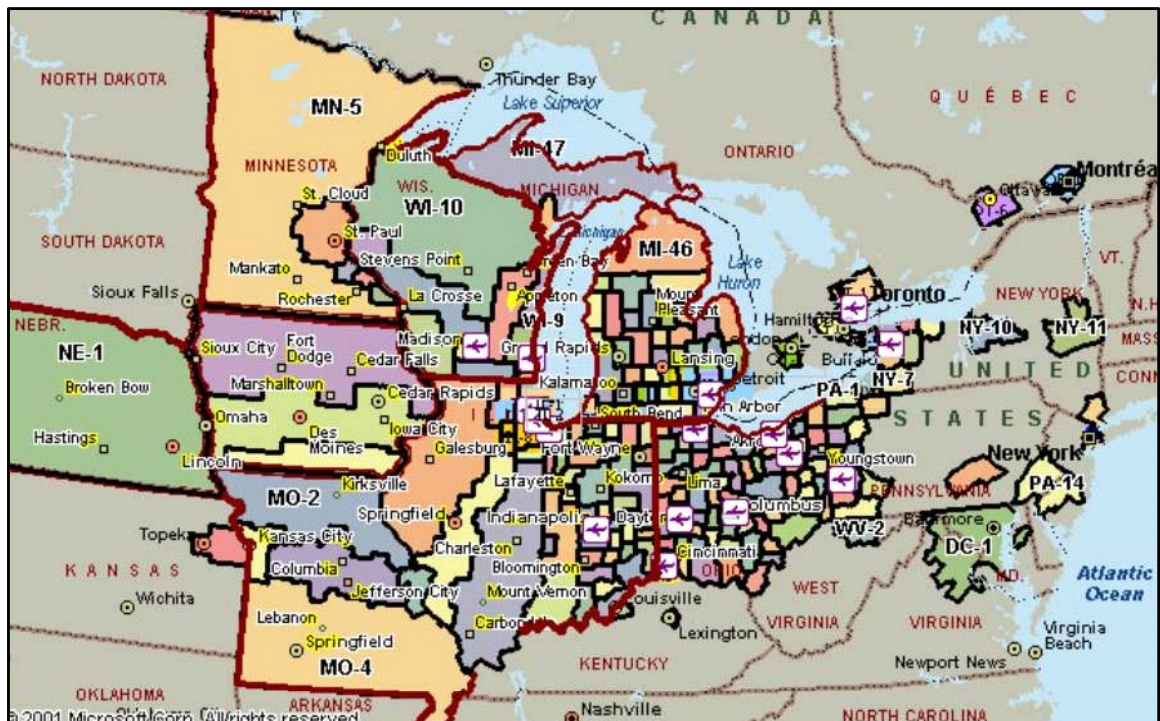 CANADA
NORTH DAKOTA
Thunder Bay
Lake Superior
QUÉBEC
MN-5
MI-47
ONTARIO
Montréa
Duluth
MINNESOTA
WIS.
MICHIGAN
Ottawa
St. Cloud
WI-10
MI-46
SOUTH DAKOTA
St. Paul
Stevens Point
Lake
Huron
VT.
Mankato
Appleton
Mount
Pleasant
Toronto
NEW YORK
Sioux Falls
Rochester
La Crosse
WI-9
N.H
NEBR.
Madison
Grand Rapids
Lansing
Buffalo
NY-10
NY-11
MASS
NE-1
Sioux City
Fort
Dodge
Cedar Falls
Kalamazoo
Detroit
NY-7
UNITED
CONN
Broken Bow
Marshalltown
Cedar Rapids
South Bend
PA-1
STATES
Omaha
Des
Moines
Iowa City
Hastings
Lincoln
Galesburg
Fort Wayne
Youngstown
New York
MO-2
Kirksville
Lafayette
Kokomo
Lima
PENNSYLVANIA
PA-14
Topeka
Kansas City
Springfield
Indianapolis
Dayton
Columbus
WV-2
Baltimore
KANSAS
Columbia
Charleston
Cincinnati
DC-1
Bloomington
OHIO
MD.
Atlantic
Ocean
Wichita
Jefferson City
Mount Vernon
WEST
VIRGINIA
VIRGINIA
Lebanon
Louisville
Springfield
Lexington
Virginia
Beach
MO-4
KENTUCKY
Newport News
OKLAHOMA
ARKANSAS
Nashville
NORTH CAROLINA
© 2001 Microsoft Corp. All rights reserved.